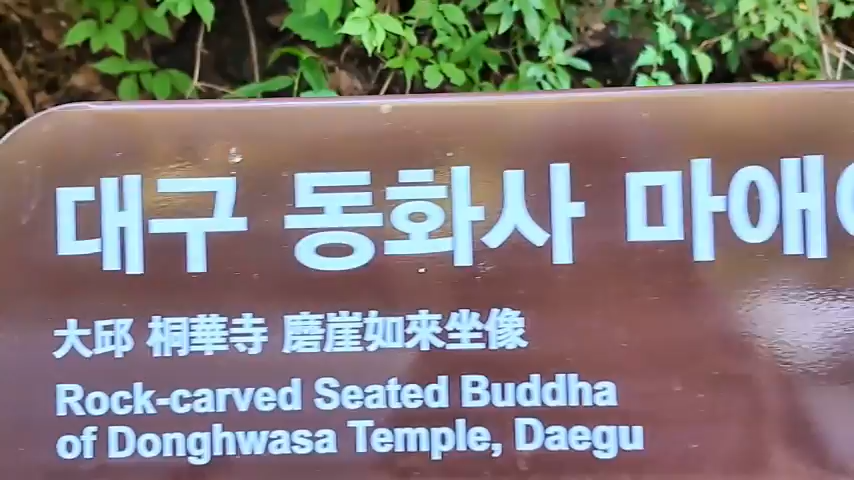 대구 동화사 마애
大邱 桐華寺 磨崖如來坐像
Rock-carved Seated Buddha
of Donghwasa Temple, Daegu